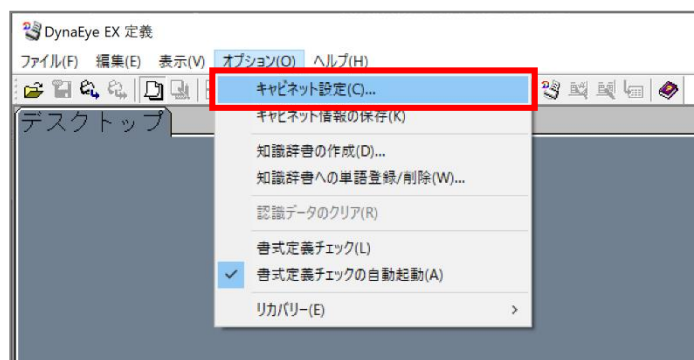 DynaEye EX 定義
ファイル(F) 編集(E) 表示(V) オプション(O) ヘルプ(H)
キャビネット設定(C)...
デスクトップ
キャビネット情報の保存(K)
知識辞書の作成(D)...
知識辞書への単語登録/削除(W)...
認識データのクリア(R)
書式定義チェック(L)
書式定義チェックの自動起動(A)
リカバリー(E)